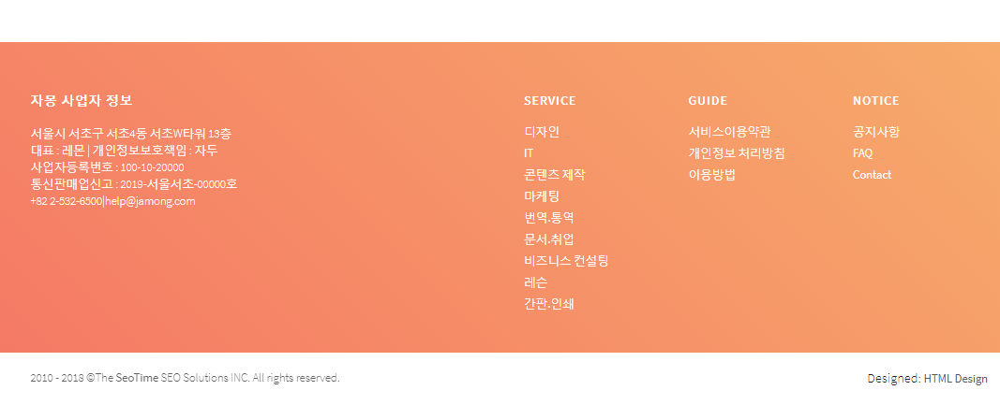 자몽 사업자 정보
서울시 서초구 서초4동 서초W타워 13층
대표 : 레몬 | 개인정보보호책임 : 자두
사업자등록번호 : 100-10-20000
통신판매업신고 : 2019-서울서초-00000호
+82 2-532-6500|help@jamong.com
SERVICE
디자인
IT
콘텐츠 제작
마케팅
번역.통역
문서.취업
비즈니스 컨설팅
레슨
간판.인쇄
GUIDE
서비스이용약관
개인정보 처리방침
이용방법
NOTICE
공지사항
FAQ
Contact
2010 - 2018 ©The SeoTime SEO Solutions INC. All rights reserved.
Designed: HTML Design